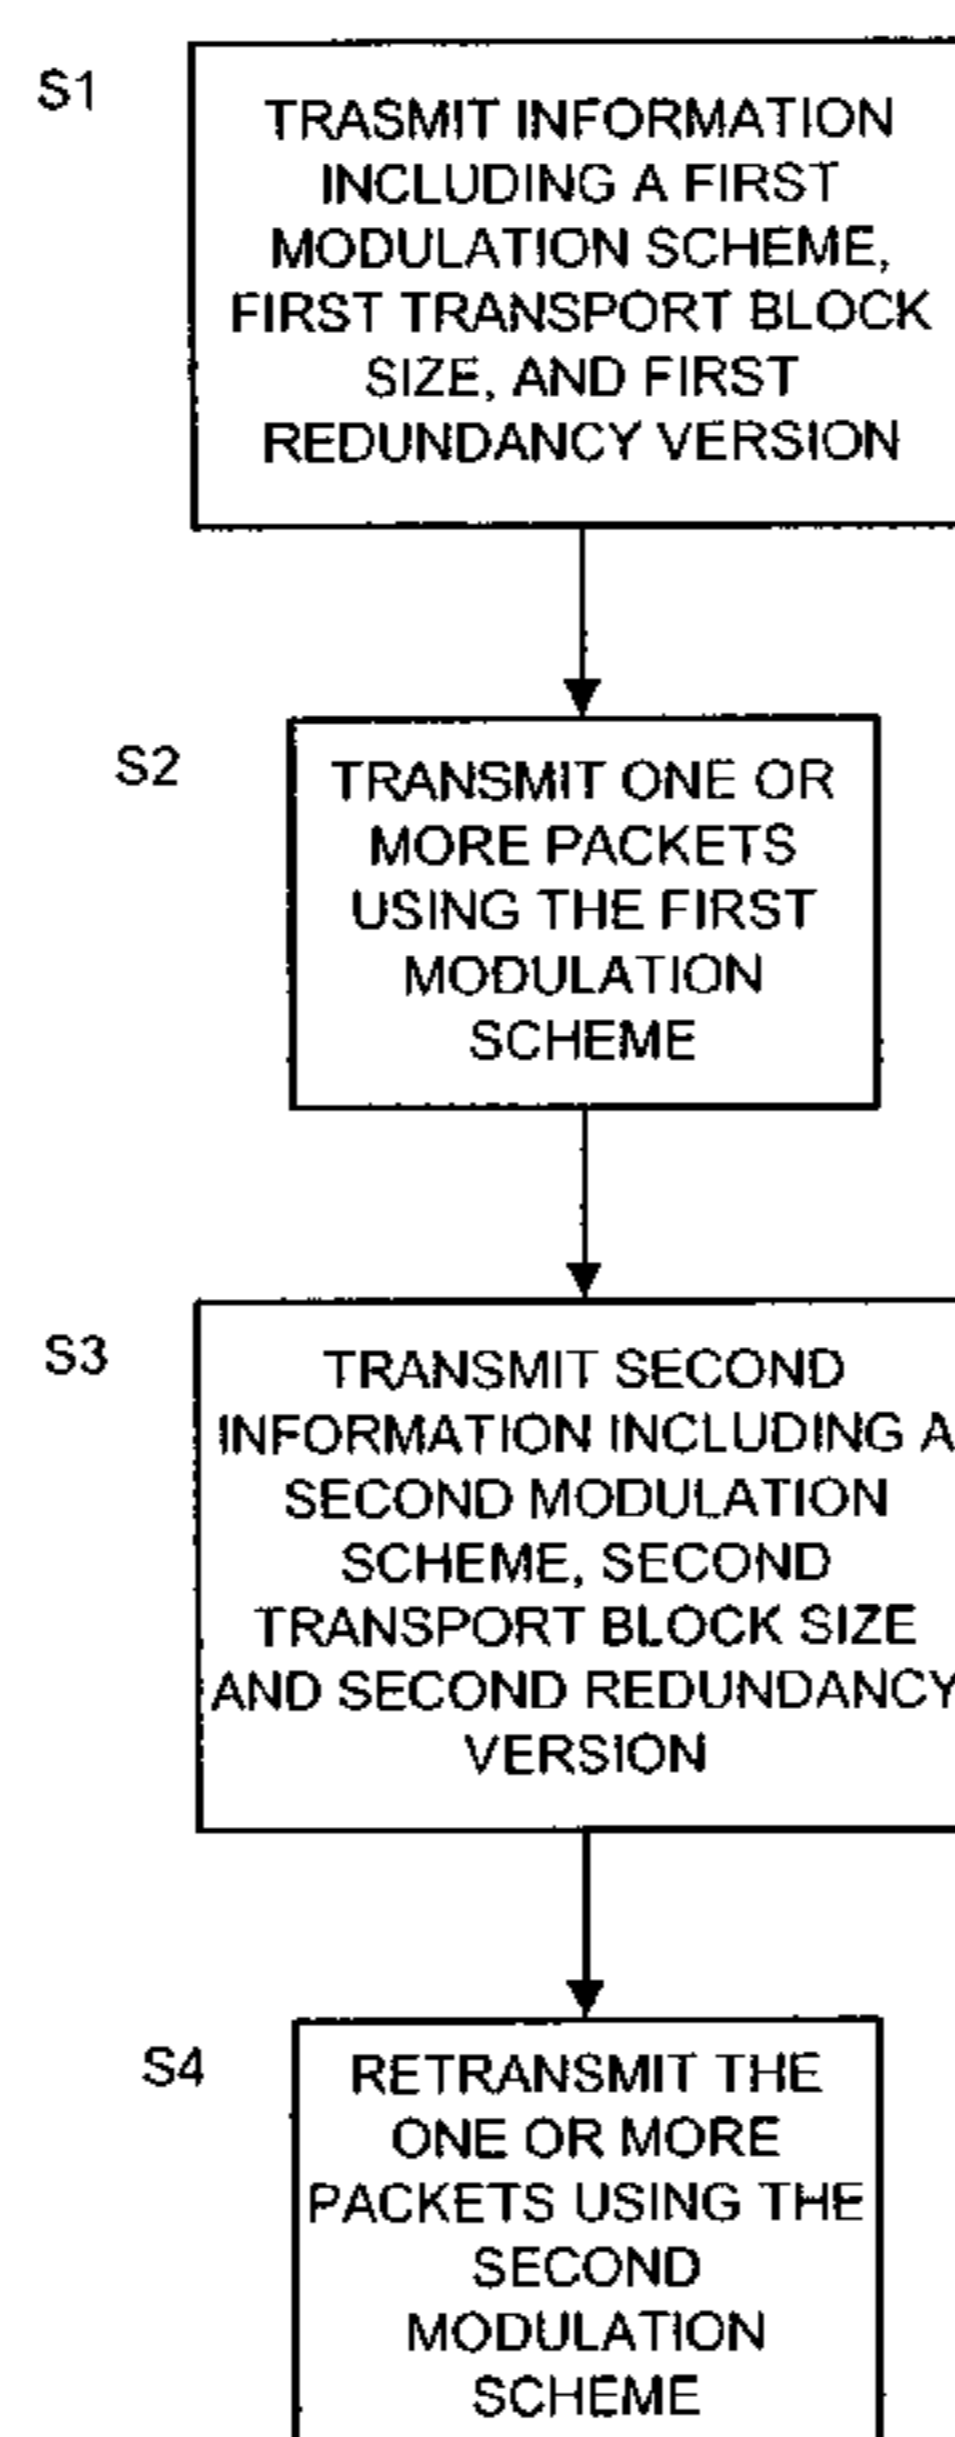 S1
TRASMIT INFORMATION
INCLUDING A FIRST
MODULATION SCHEME,
FIRST TRANSPORT BLOCK
SIZE, AND FIRST
REDUNDANCY VERSION
S2
TRANSMIT ONE OR
MORE PACKETS
USING THE FIRST
MODULATION
SCHEME
S3
TRANSMIT SECOND
INFORMATION INCLUDING A
SECOND MODULATION
SCHEME, SECOND
TRANSPORT BLOCK SIZE
AND SECOND REDUNDANCY
VERSION
S4
RETRANSMIT THE
ONE OR MORE
PACKETS USING THE
SECOND
MODULATION
SCHEME